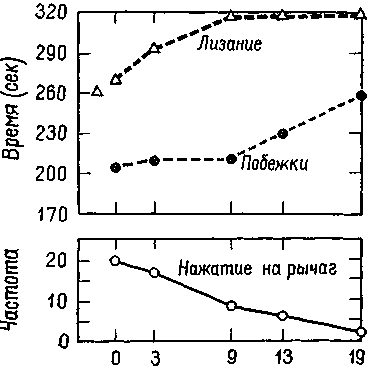 Время (сек)
320
290
260
230
200
170
Лизание
Побежки
Частота
20
10
0
Нажатие на рычаг
0 3 9 13 19